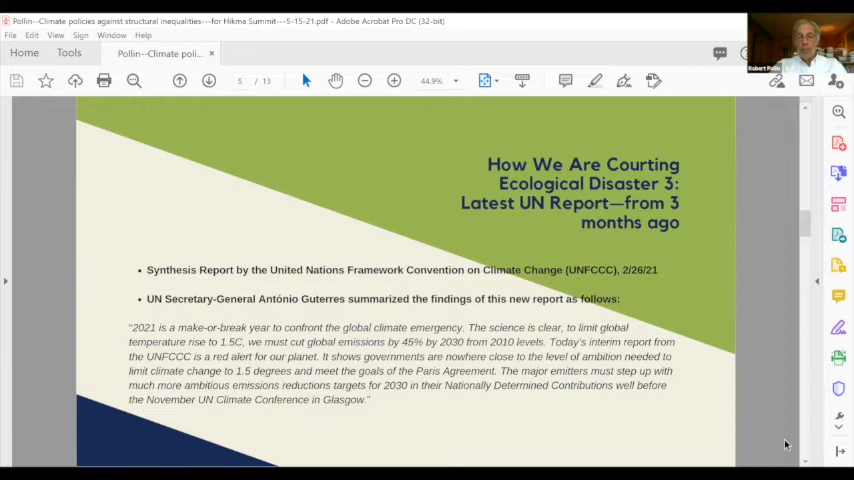 Pollin--Climate policies against structural inequalities---for Hikma Summit---5-15-21.pdf - Adobe Acrobat Pro DC (32-bit)
File Edit View Sign Window Help
Home Tools Pollin--Climate poli... ×
5 / 13 44.9%
Robert Pollin
How We Are Courting
Ecological Disaster 3:
Latest UN Report—from 3
months ago
• Synthesis Report by the United Nations Framework Convention on Climate Change (UNFCCC), 2/26/21
• UN Secretary-General António Guterres summarized the findings of this new report as follows:
“2021 is a make-or-break year to confront the global climate emergency. The science is clear, to limit global
temperature rise to 1.5C, we must cut global emissions by 45% by 2030 from 2010 levels. Today’s interim report from
the UNFCCC is a red alert for our planet. It shows governments are nowhere close to the level of ambition needed to
limit climate change to 1.5 degrees and meet the goals of the Paris Agreement. The major emitters must step up with
much more ambitious emissions reductions targets for 2030 in their Nationally Determined Contributions well before
the November UN Climate Conference in Glasgow.”